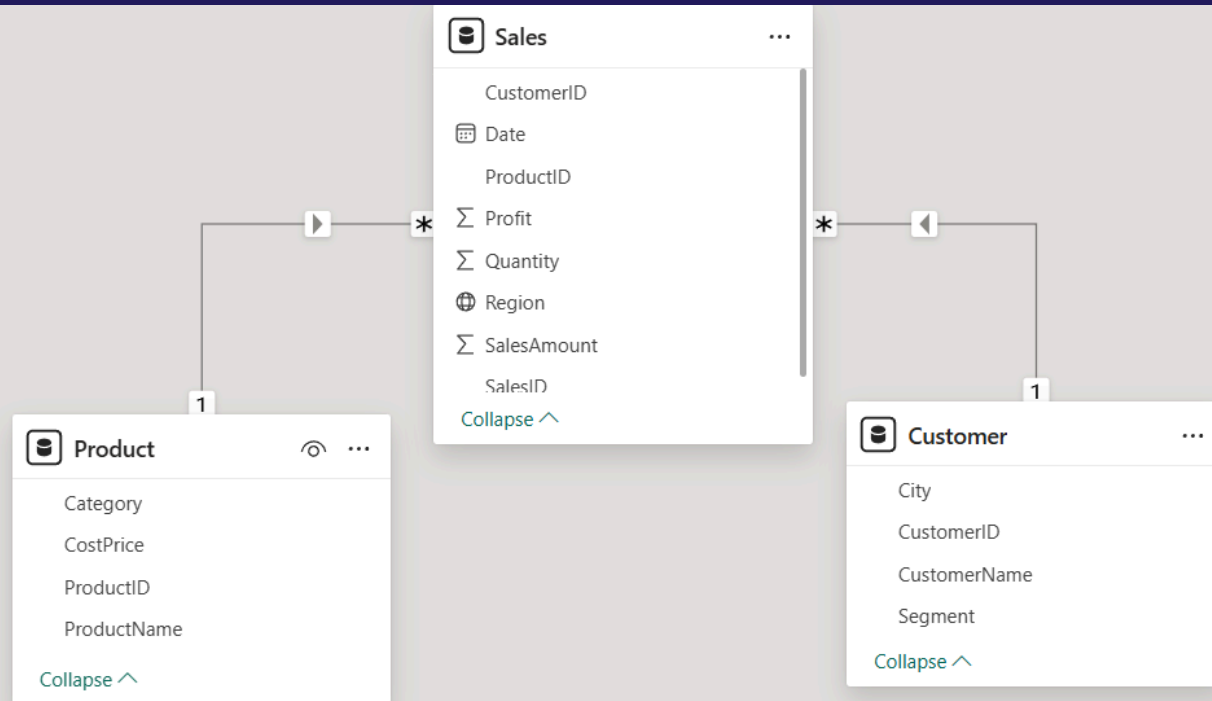 Sales
CustomerID
Date
ProductID
Profit
Quantity
Region
SalesAmount
SalesID
Collapse
*
*
1
1
Product
Category
CostPrice
ProductID
ProductName
Collapse
Customer
City
CustomerID
CustomerName
Segment
Collapse